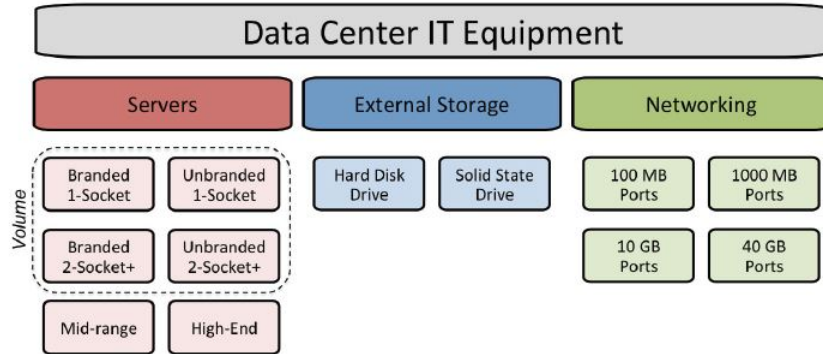 Data Center IT Equipment
Servers
External Storage
Networking
Volume
Branded
1-Socket
Unbranded
1-Socket
Branded
2-Socket+
Unbranded
2-Socket+
Mid-range
High-End
Hard Disk
Drive
Solid State
Drive
100 MB
Ports
1000 MB
Ports
10 GB
Ports
40 GB
Ports